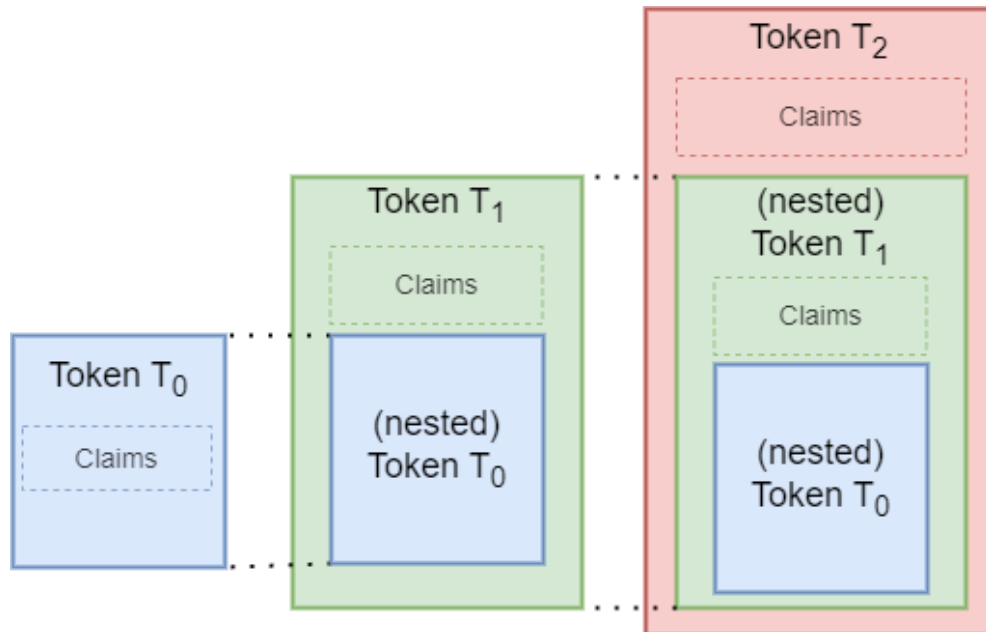 Token T₀
Claims
Token T₁
Claims
(nested)
Token T₀
Token T₂
Claims
(nested)
Token T₁
Claims
(nested)
Token T₀